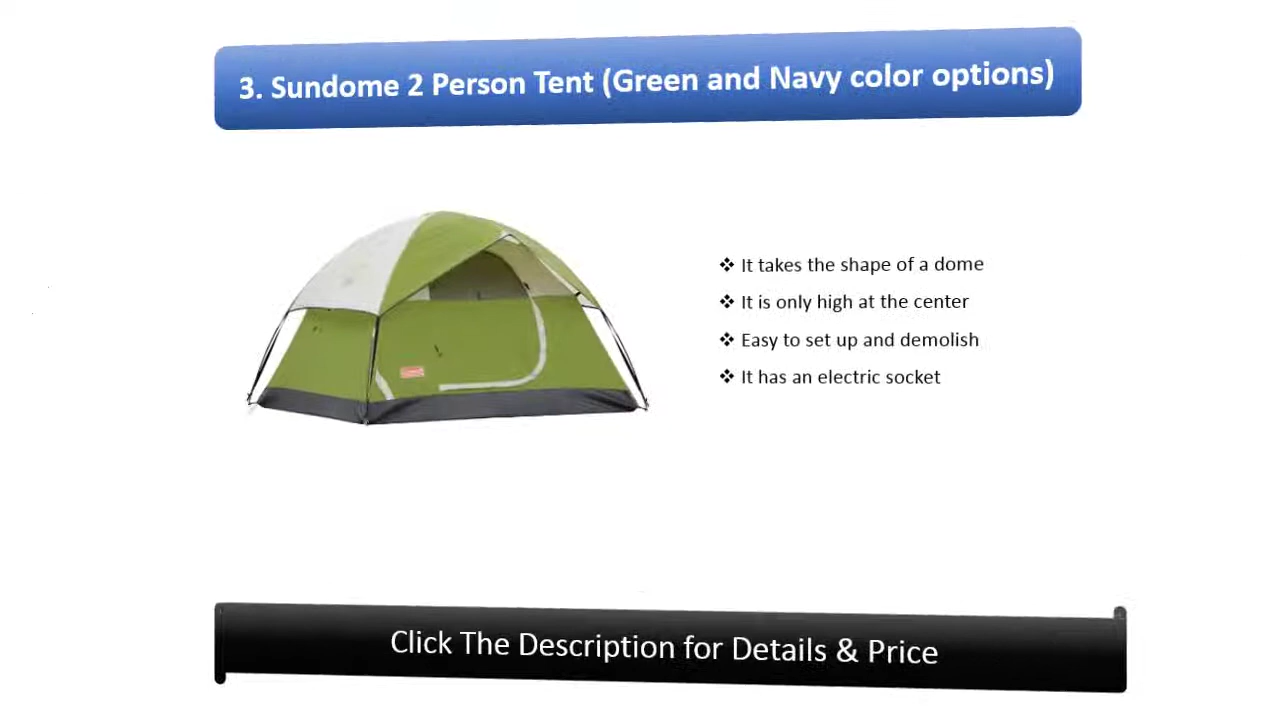 3. Sundome 2 Person Tent (Green and Navy color options)
❖ It takes the shape of a dome
❖ It is only high at the center
❖ Easy to set up and demolish
❖ It has an electric socket
Click The Description for Details & Price